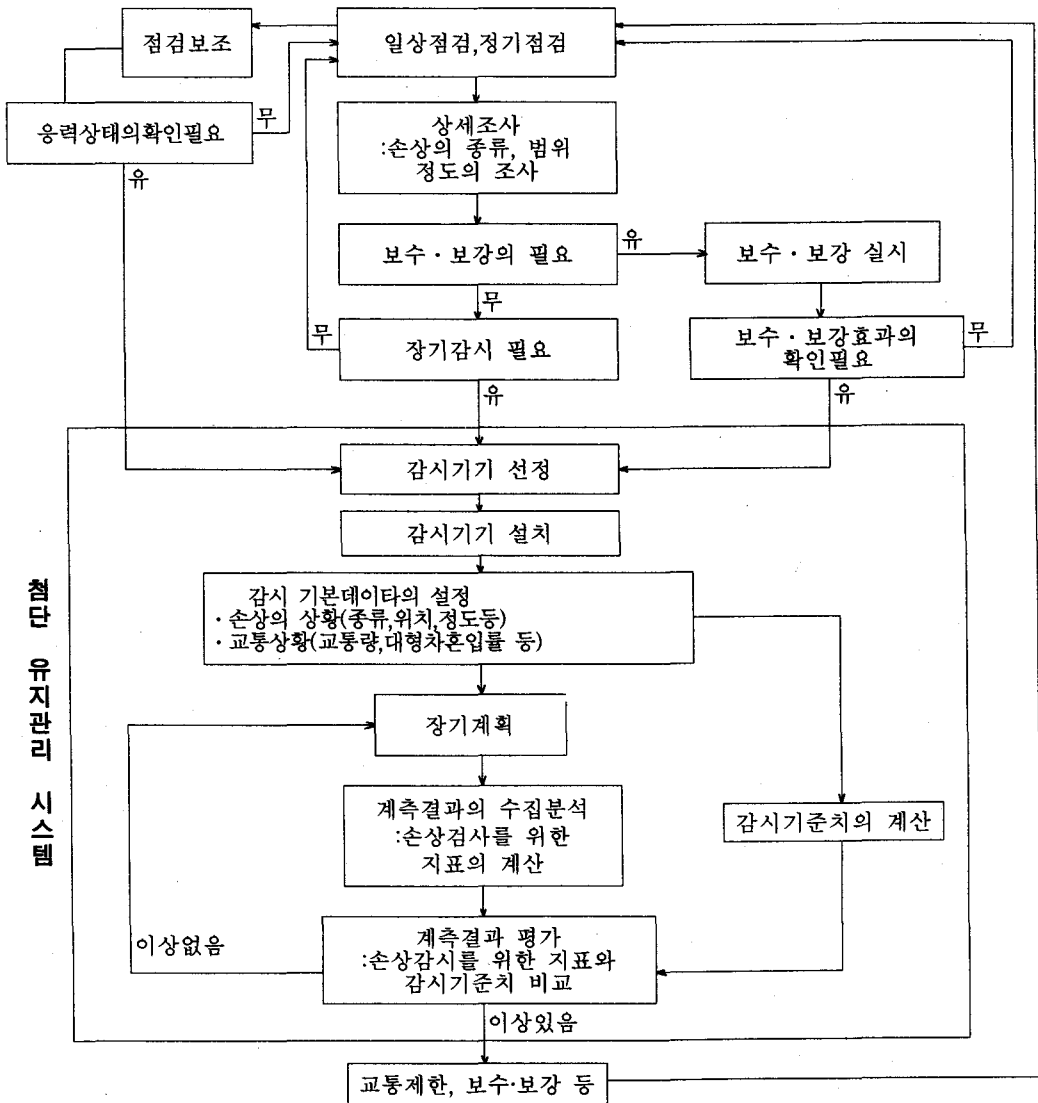 점검보조
일상점검,정기점검
응력상태의확인필요
무
유
상세조사
:손상의 종류, 범위
정도의 조사
보수·보강의 필요
유
보수·보강 실시
무
무
장기감시 필요
보수·보강효과의
확인필요
무
유
유
첨단 유지관리 시스템
감시기기 선정
감시기기 설치
감시 기본데이타의 설정
·손상의 상황(종류,위치,정도등)
·교통상황(교통량,대형차혼입률 등)
장기계획
계측결과의 수집분석
:손상검사를 위한
지표의 계산
감시기준치의 계산
이상없음
계측결과 평가
:손상감시를 위한 지표와
감시기준치 비교
이상있음
교통제한, 보수·보강 등